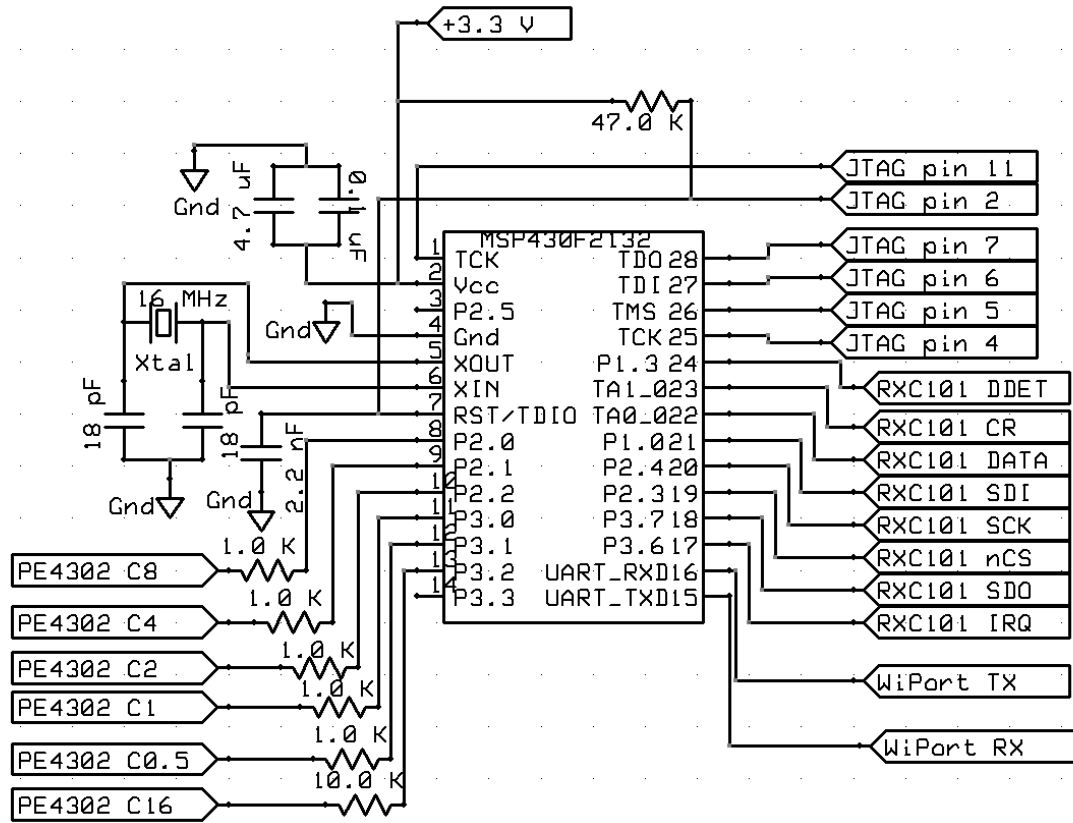 +3.3 V
47.0 K
JTAG pin 11
JTAG pin 2
Gnd
4.7 uF
0.1 uF
MSP430F2132
1 TCK
2 Vcc
3 P2.5
4 Gnd
5 XOUT
6 XIN
7 RST/TDIO
8 P2.0
9 P2.1
10 P2.2
11 P3.0
12 P3.1
13 P3.2
14 P3.3
TDO 28
TDI 27
TMS 26
TCK 25
P1.3 24
TA1_0 23
TA0_0 22
P1.0 21
P2.4 20
P2.3 19
P3.7 18
P3.6 17
UART_RXD 16
UART_TXD 15
JTAG pin 7
JTAG pin 6
JTAG pin 5
JTAG pin 4
RXC101 DDET
RXC101 CR
RXC101 DATA
RXC101 SDI
RXC101 SCK
RXC101 nCS
RXC101 SDO
RXC101 IRQ
WiPort TX
WiPort RX
16 MHz
Xtal
Gnd
18 pF
18 pF
Gnd
2.2 nF
Gnd
PE4302 C8
1.0 K
PE4302 C4
1.0 K
PE4302 C2
1.0 K
PE4302 C1
1.0 K
PE4302 C0.5
1.0 K
PE4302 C16
10.0 K